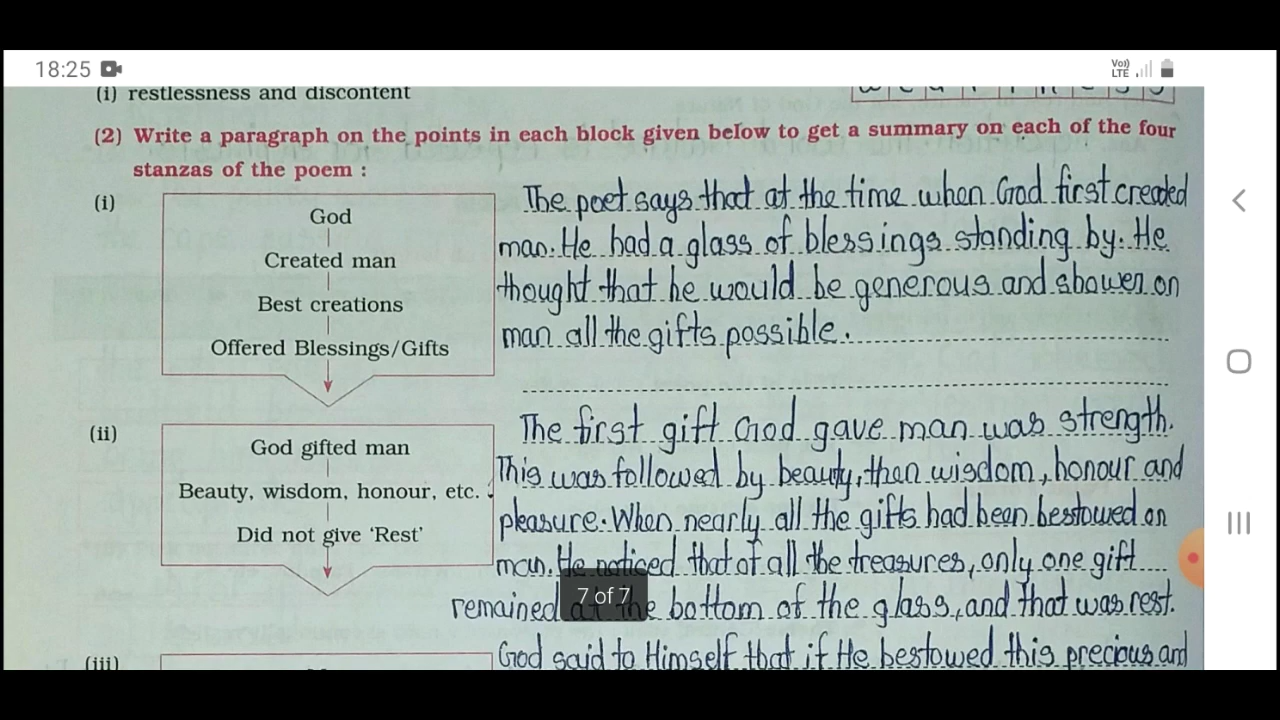 18:25
Vo))
LTE
(i) restlessness and discontent
w e a r i n e s s
(2) Write a paragraph on the points in each block given below to get a summary on each of the four
stanzas of the poem :
(i)
God
Created man
Best creations
Offered Blessings/Gifts
The poet says that at the time when God first created
man. He had a glass of blessings standing by. He
thought that he would be generous and shower on
man all the gifts possible.
(ii)
God gifted man
Beauty, wisdom, honour, etc.
Did not give ‘Rest’
The first gift God gave man was strength.
This was followed by beauty, then wisdom, honour and
pleasure. When nearly all the gifts had been bestowed on
man. He noticed that of all the treasures, only one gift
remained at the bottom of the glass, and that was rest.
7 of 7
God said to Himself that if He bestowed this precious and
(iii)